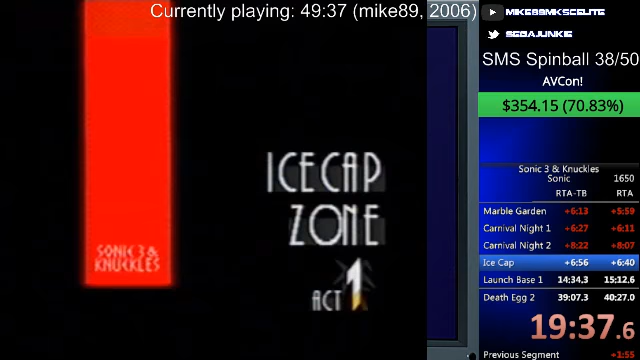 Currently playing: 49:37 (mike89, 2006)
MIKE89MKSCELITE
SEGAJUNKIE
SMS Spinball 38/50
AVCon!
$354.15 (70.83%)
ICECAP
ZONE
ACT 1
SONIC 3 &
KNUCKLES
Sonic 3 & Knuckles
Sonic 1650
RTA-TB RTA
Marble Garden +6:13 +5:59
Carnival Night 1 +6:27 +6:11
Carnival Night 2 +8:22 +8:07
Ice Cap +6:56 +6:40
Launch Base 1 14:34,3 15:12,6
Death Egg 2 39:07.3 40:27.0
19:37.6
Previous Segment +1:55